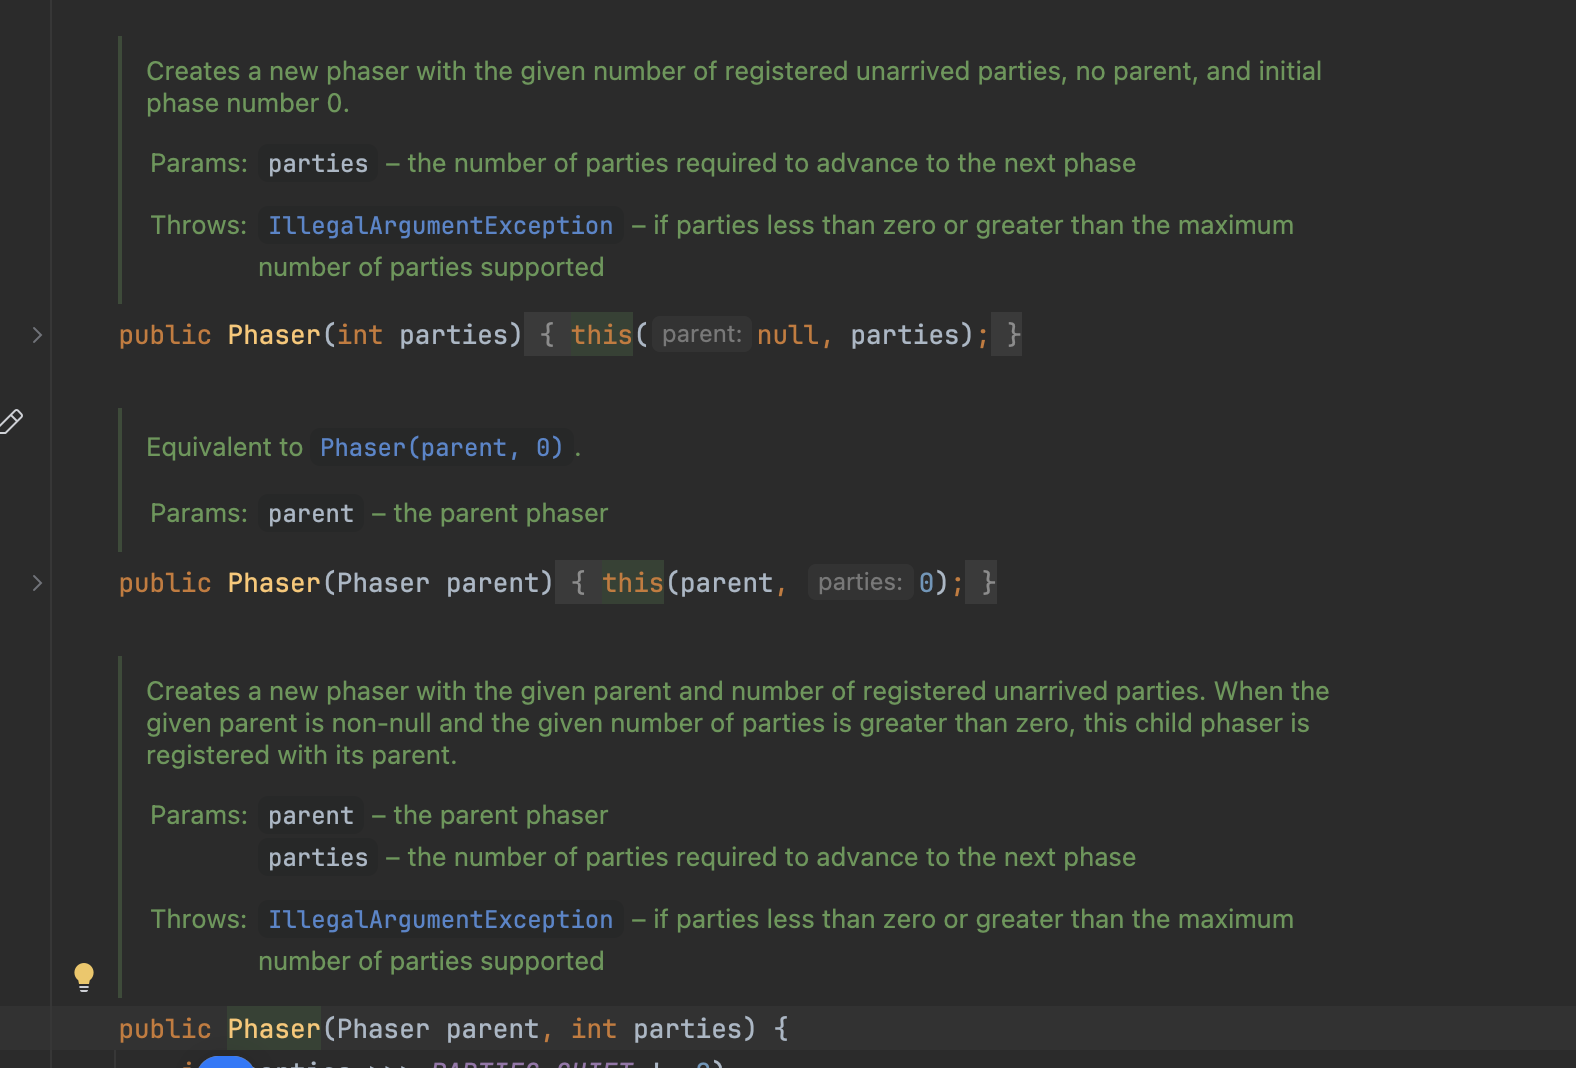 Creates a new phaser with the given number of registered unarrived parties, no parent, and initial
phase number 0.
Params: parties – the number of parties required to advance to the next phase
Throws: IllegalArgumentException – if parties less than zero or greater than the maximum
number of parties supported
public Phaser(int parties) { this( parent: null, parties); }
Equivalent to Phaser(parent, 0) .
Params: parent – the parent phaser
public Phaser(Phaser parent) { this(parent, parties: 0); }
Creates a new phaser with the given parent and number of registered unarrived parties. When the
given parent is non-null and the given number of parties is greater than zero, this child phaser is
registered with its parent.
Params: parent – the parent phaser
parties – the number of parties required to advance to the next phase
Throws: IllegalArgumentException – if parties less than zero or greater than the maximum
number of parties supported
public Phaser(Phaser parent, int parties) {